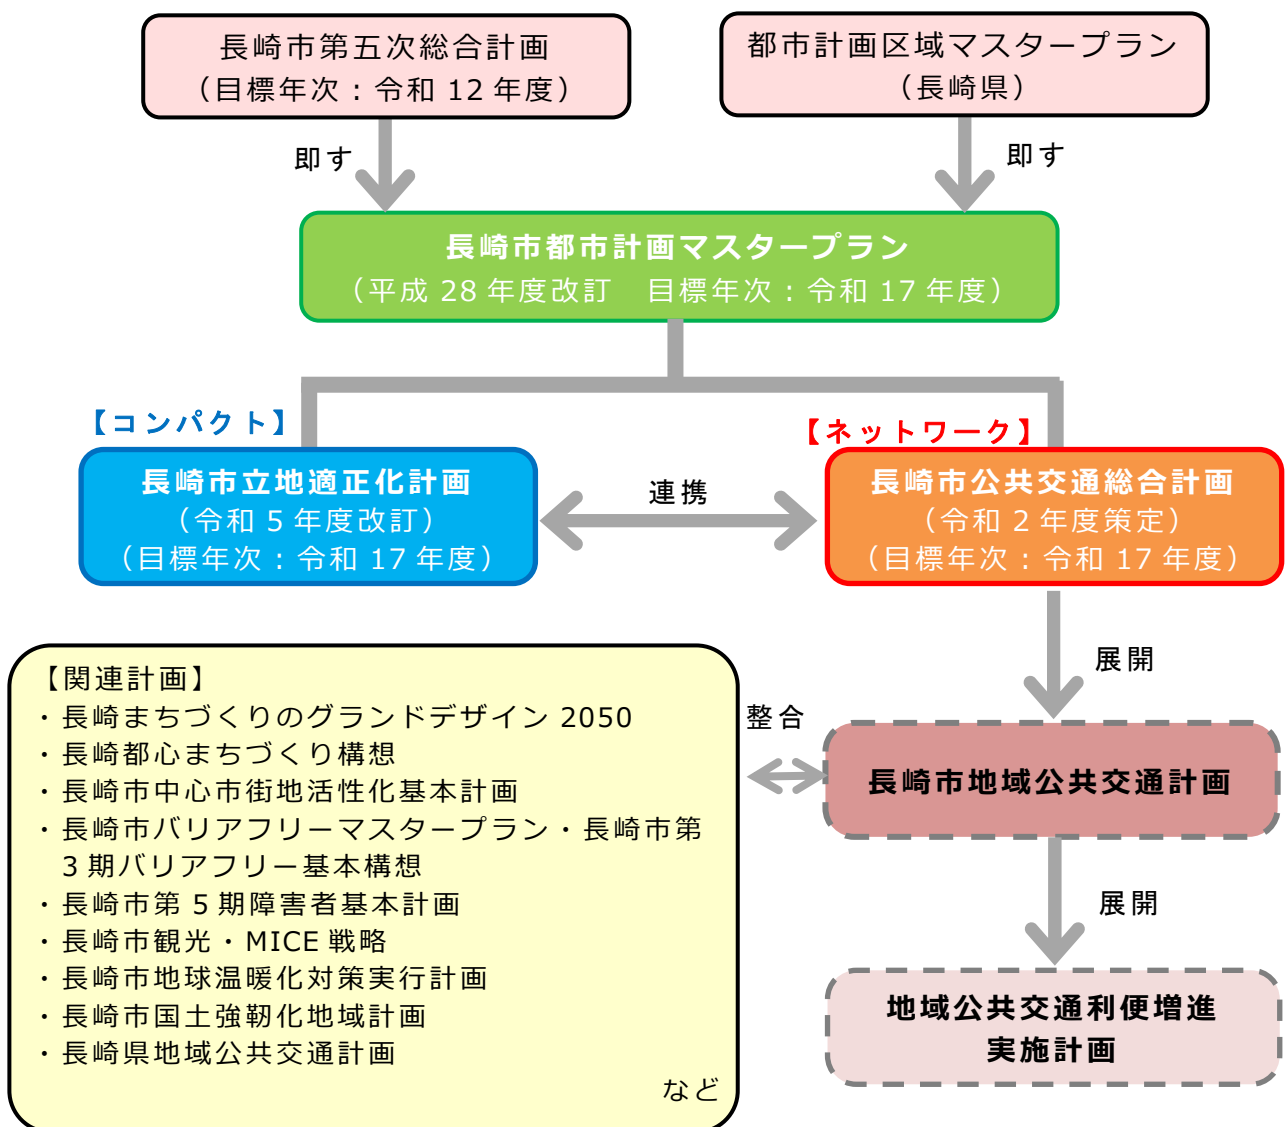 長崎市第五次総合計画
（目標年次：令和 12 年度）
都市計画区域マスタープラン
（長崎県）
即す
即す
長崎市都市計画マスタープラン
（平成 28 年度改訂　目標年次：令和 17 年度）
【コンパクト】
【ネットワーク】
長崎市立地適正化計画
（令和 5 年度改訂）
（目標年次：令和 17 年度）
連携
長崎市公共交通総合計画
（令和 2 年度策定）
（目標年次：令和 17 年度）
展開
【関連計画】
・長崎まちづくりのグランドデザイン 2050
・長崎都心まちづくり構想
・長崎市中心市街地活性化基本計画
・長崎市バリアフリーマスタープラン・長崎市第
3 期バリアフリー基本構想
・長崎市第 5 期障害者基本計画
・長崎市観光・MICE 戦略
・長崎市地球温暖化対策実行計画
・長崎市国土強靭化地域計画
・長崎県地域公共交通計画
など
整合
長崎市地域公共交通計画
展開
地域公共交通利便増進
実施計画